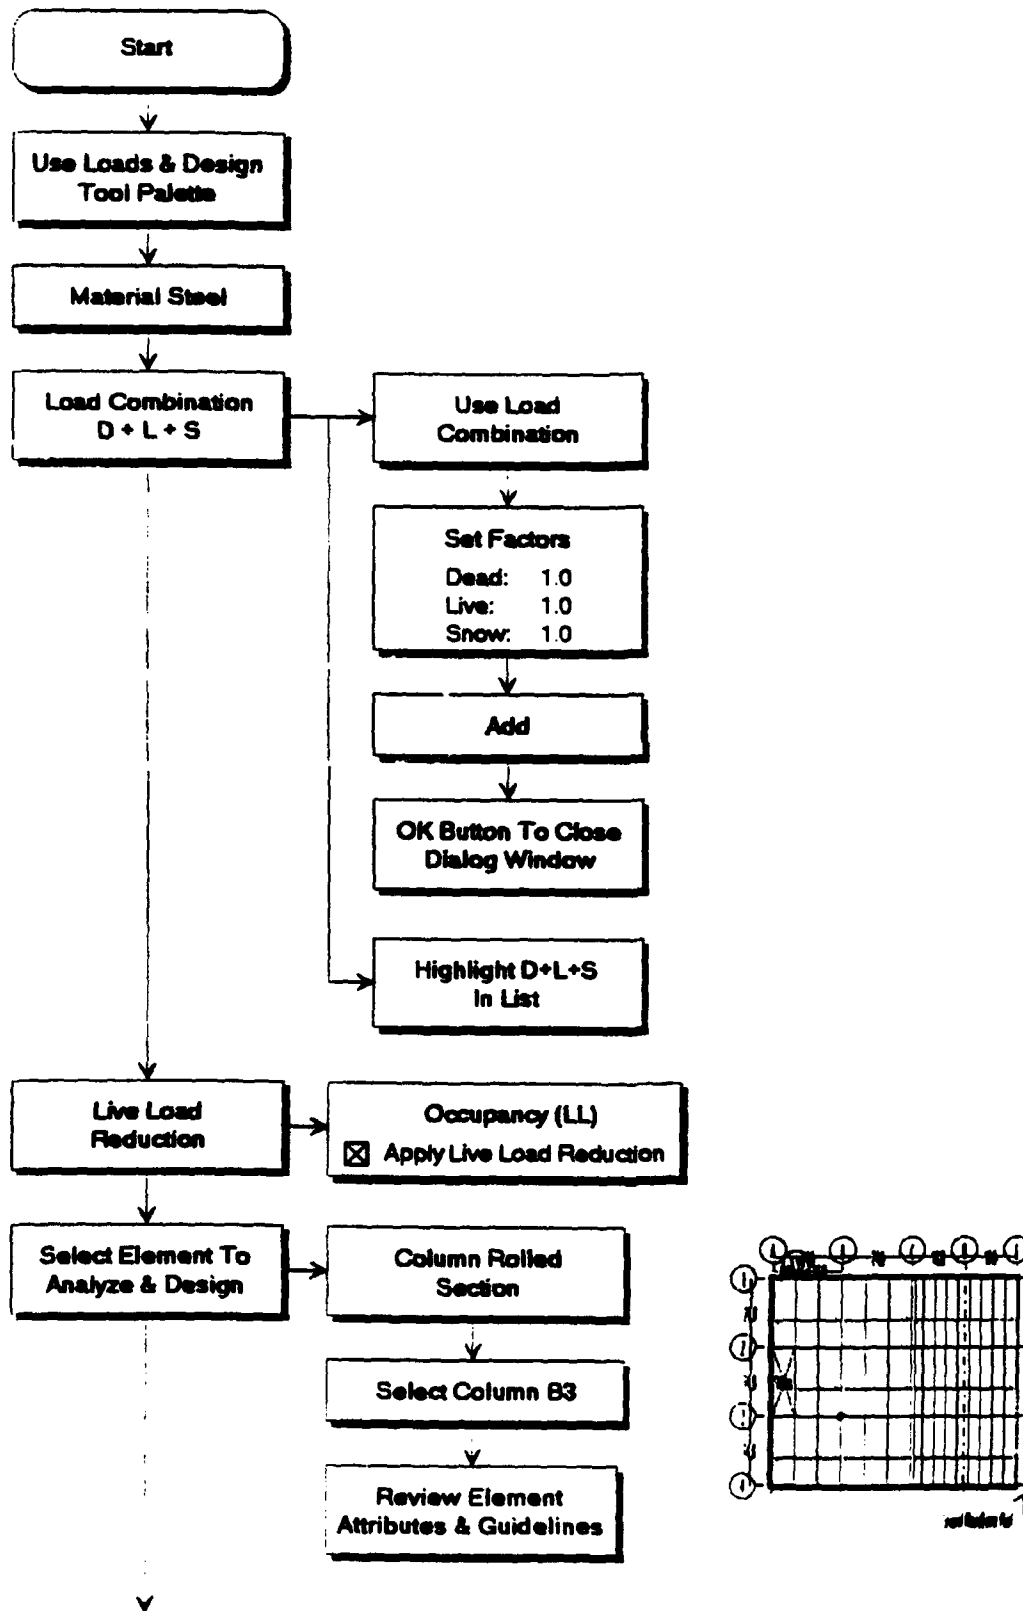 Start
Use Loads & Design
Tool Palette
Material Steel
Load Combination
D + L + S
Use Load
Combination
Set Factors
Dead: 1.0
Live: 1.0
Snow: 1.0
Add
OK Button To Close
Dialog Window
Highlight D+L+S
In List
Live Load
Reduction
Occupancy (LL)
Apply Live Load Reduction
Select Element To
Analyze & Design
Column Rolled
Section
Select Column B3
Review Element
Attributes & Guidelines